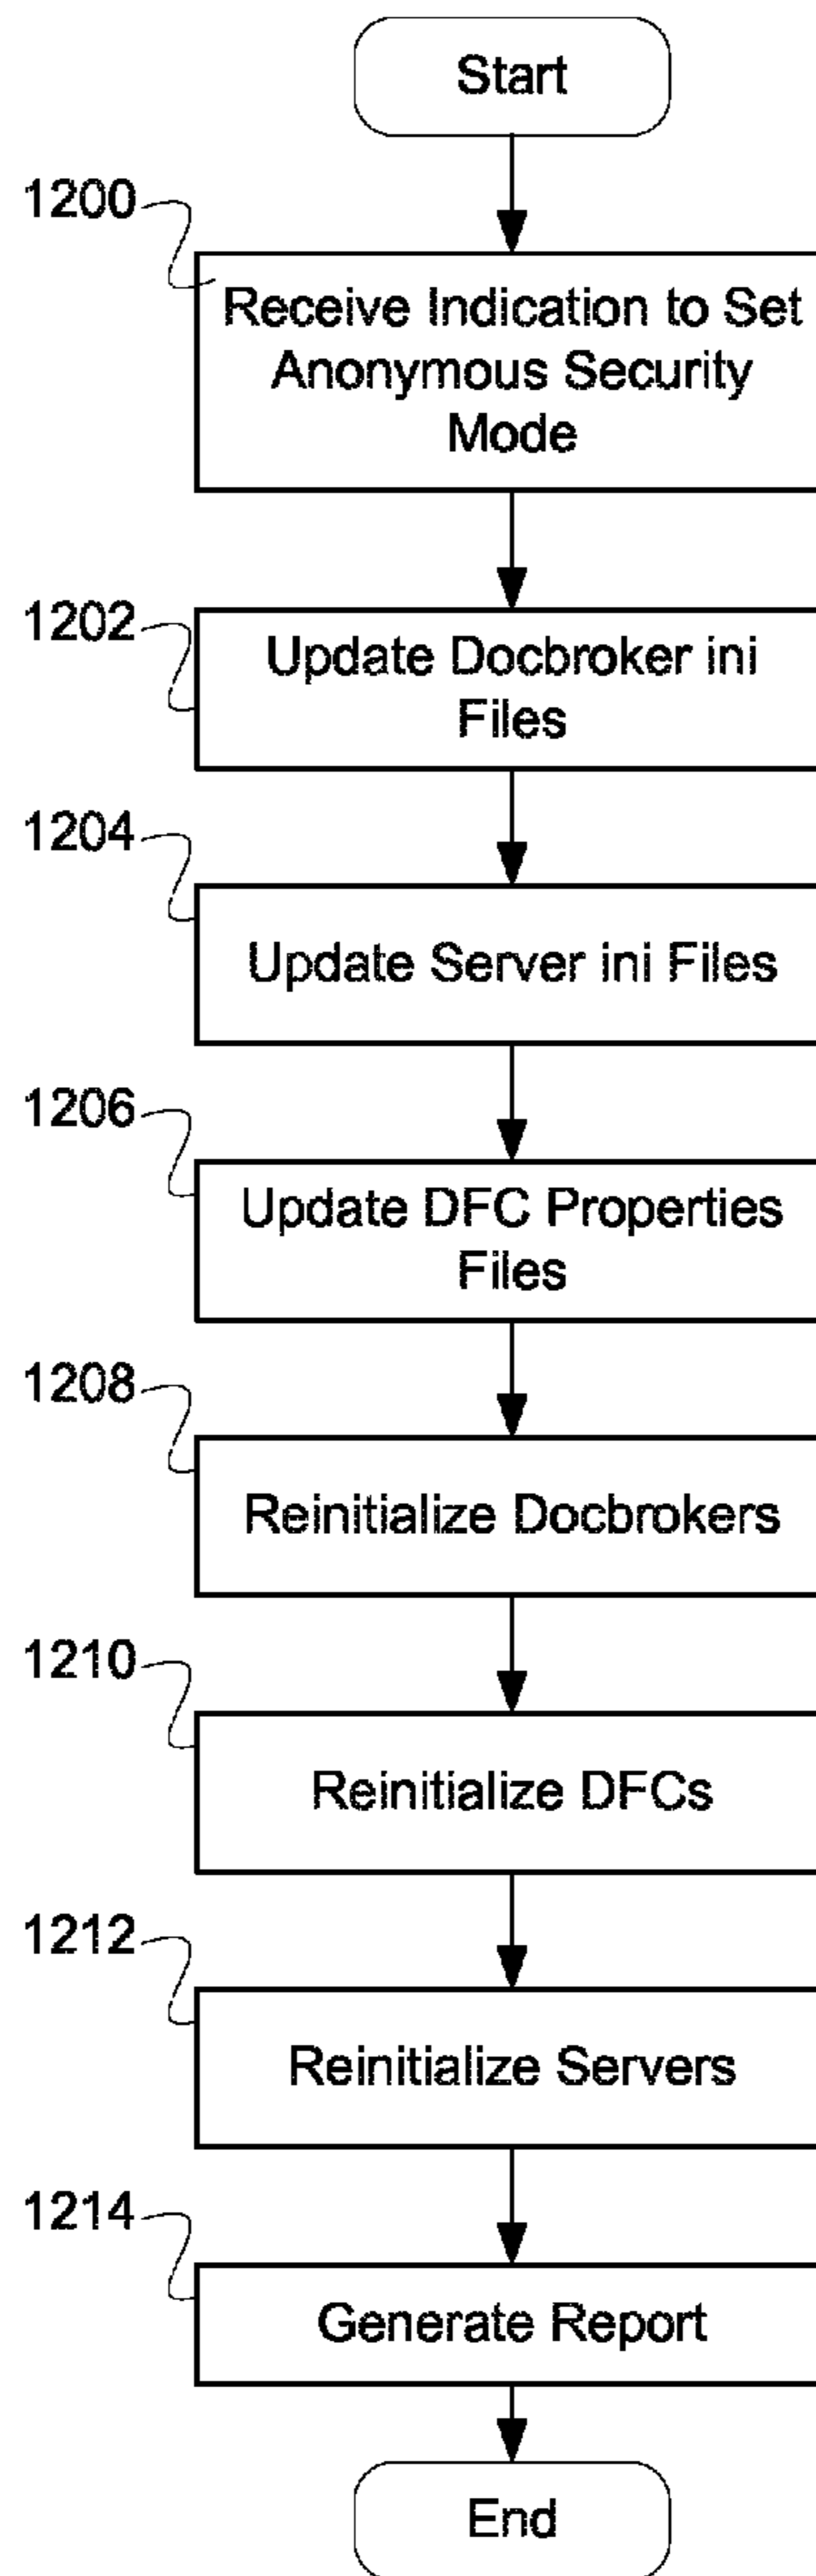 Start
1200
Receive Indication to Set
Anonymous Security
Mode
1202
Update Docbroker ini
Files
1204
Update Server ini Files
1206
Update DFC Properties
Files
1208
Reinitialize Docbrokers
1210
Reinitialize DFCs
1212
Reinitialize Servers
1214
Generate Report
End